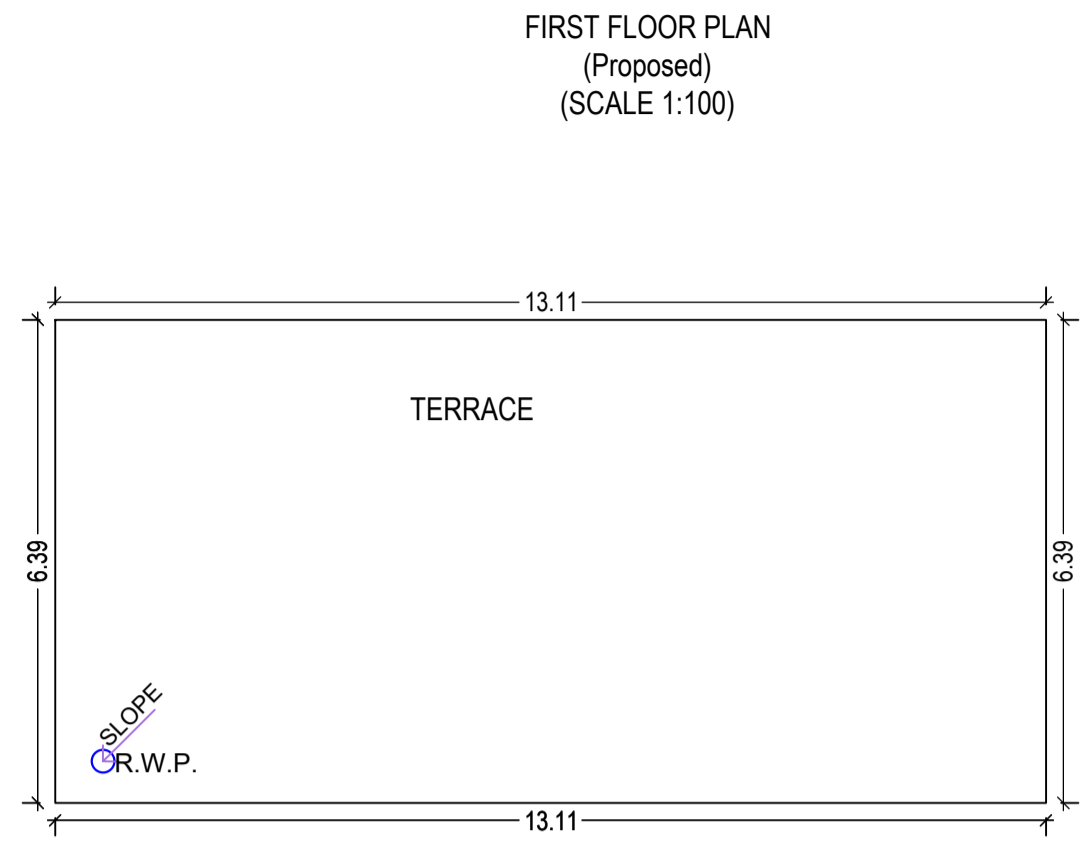 FIRST FLOOR PLAN
(Proposed)
(SCALE 1:100)
13.11
TERRACE
6.39
6.39
SLOPE
R.W.P.
13.11